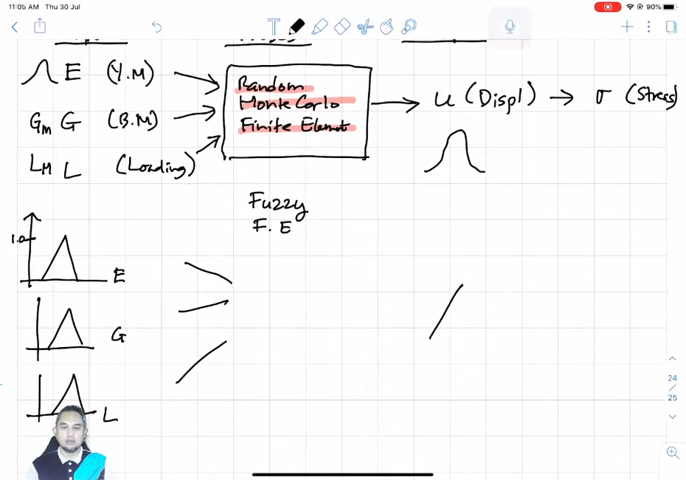 11:05 AM Thu 30 Jul
90%
E (Y.M)
Random
Monte Carlo
Finite Elemnt
u (Displ) → σ (Stress)
Gm G (B.M)
LM L (Loading)
Fuzzy
F. E
1.0
E
G
L
24
25